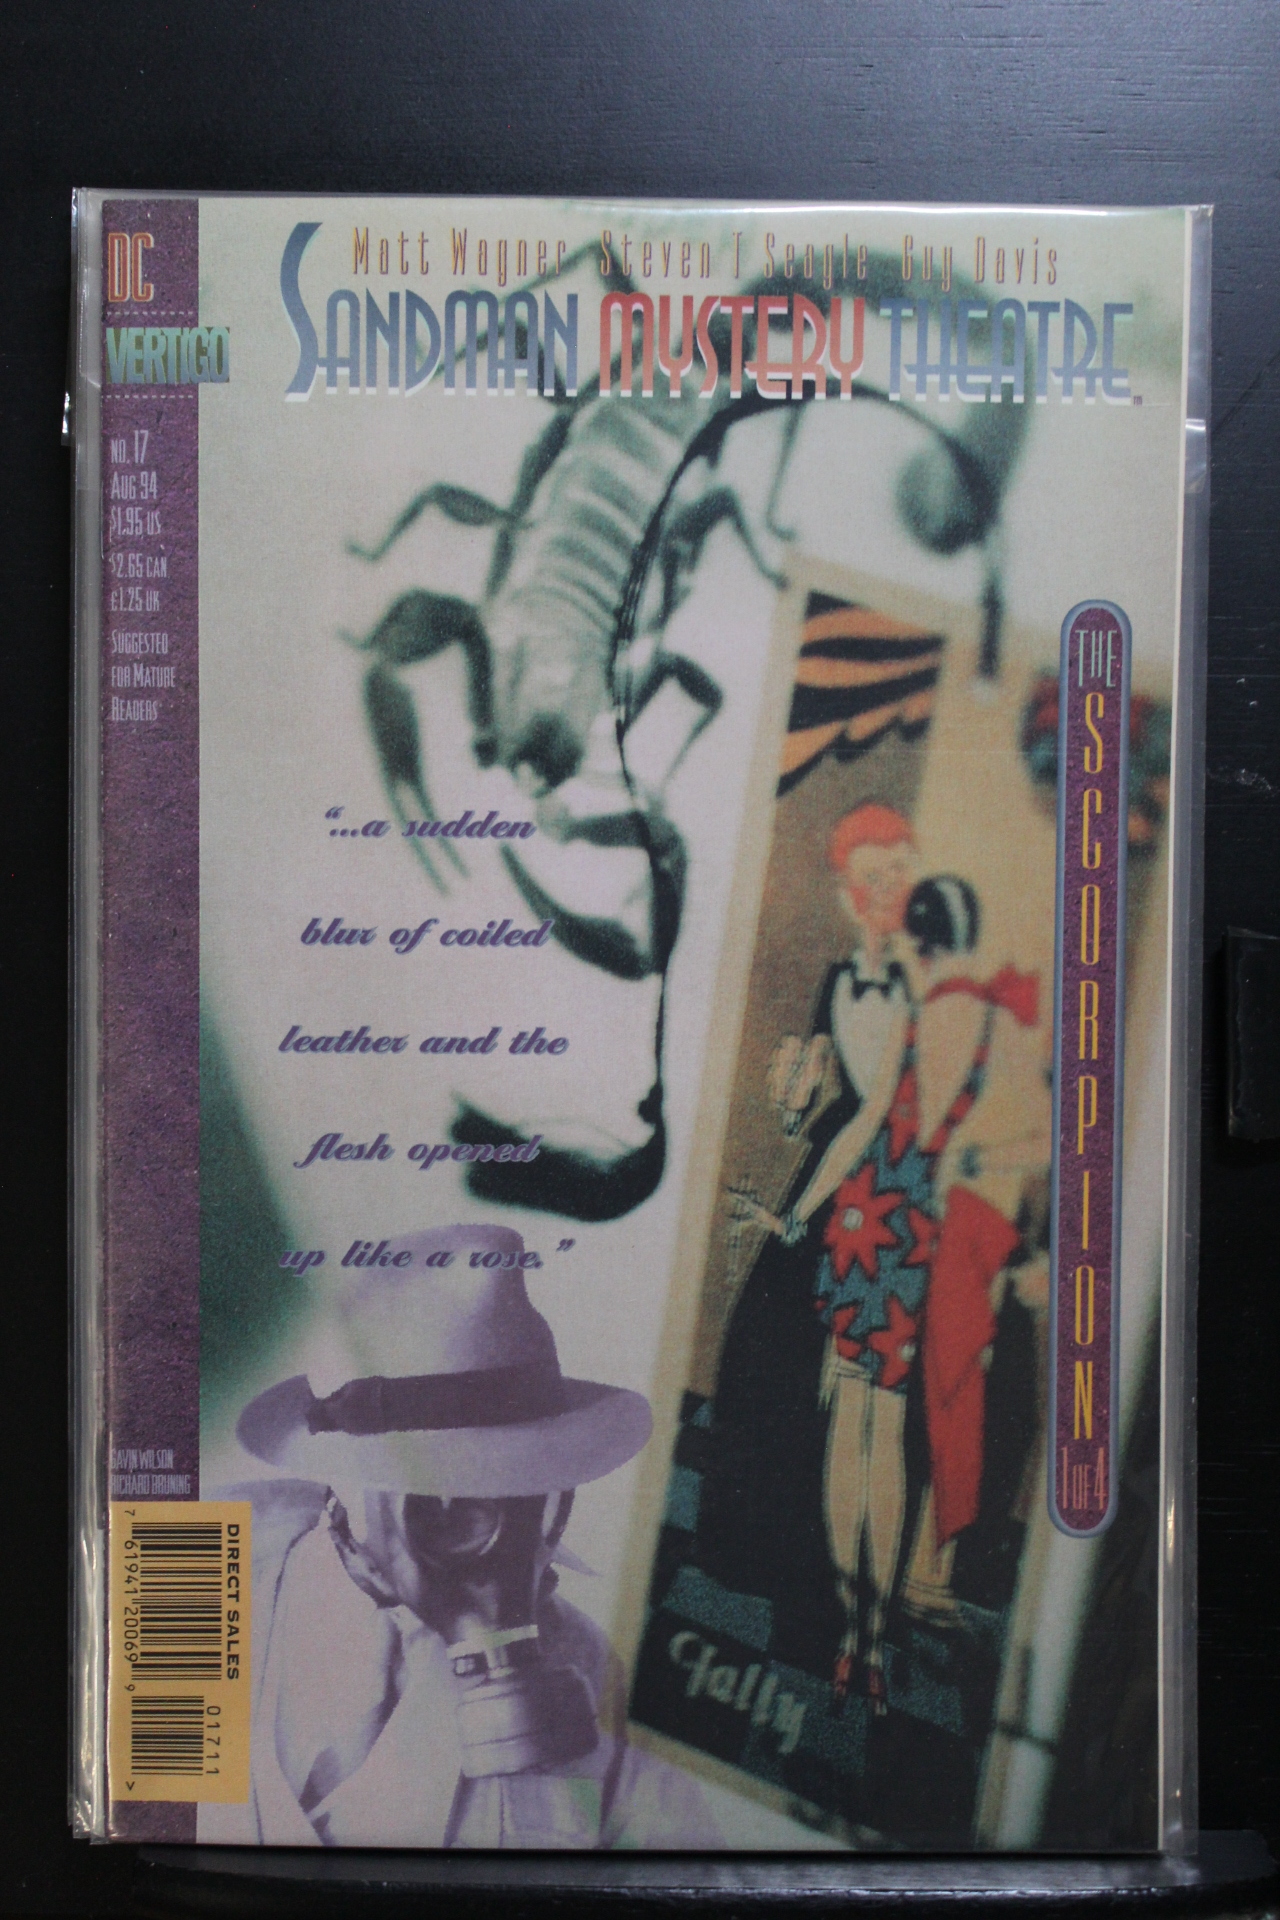 DC
VERTIGO
NO. 17
AUG 94
$1.95 US
$2.65 CAN
£1.25 UK
SUGGESTED
FOR MATURE
READERS
Matt Wagner Steven T Seagle Guy Davis
SANDMAN MYSTERY THEATRE™
"...a sudden
blur of coiled
leather and the
flesh opened
up like a rose."
THE SCORPION 1 OF 4
Tally
GAVIN WILSON
RICHARD BRUNING
DIRECT SALES
7 61941 20069 9 01711